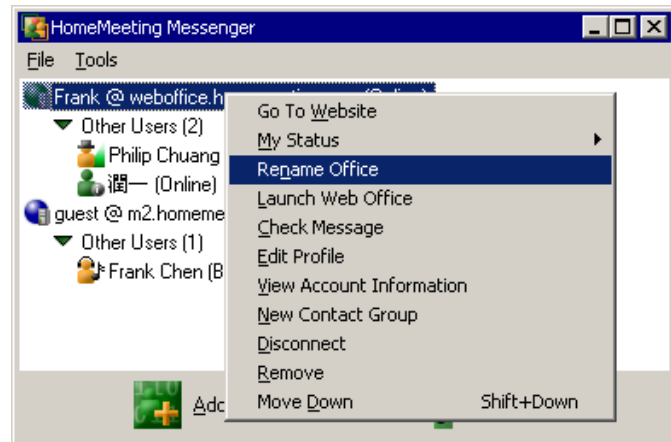 HomeMeeting Messenger
File Tools
Frank @ weboffice.h
Other Users (2)
Philip Chuang
潤一 (Online)
guest @ m2.homeme
Other Users (1)
Frank Chen (B
Go To Website
My Status
Rename Office
Launch Web Office
Check Message
Edit Profile
View Account Information
New Contact Group
Disconnect
Remove
Move Down Shift+Down
Add